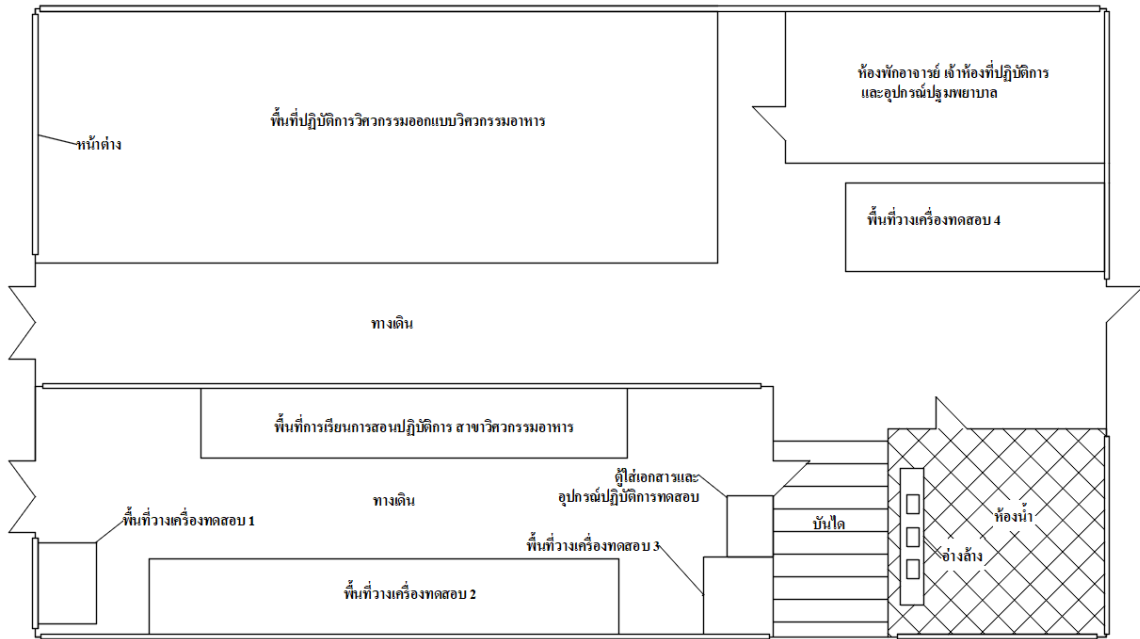 ห้องพักอาจารย์ เจ้าห้องที่ปฏิบัติการ
และอุปกรณ์ปฐมพยาบาล
พื้นที่ปฏิบัติการวิศวกรรมออกแบบวิศวกรรมอาหาร
หน้าต่าง
พื้นที่วางเครื่องทดสอบ 4
ทางเดิน
พื้นที่การเรียนการสอนปฏิบัติการ สาขาวิศวกรรมอาหาร
ตู้ใส่เอกสารและ
อุปกรณ์ปฏิบัติการทดสอบ
ทางเดิน
พื้นที่วางเครื่องทดสอบ 1
บันได
ห้องน้ำ
พื้นที่วางเครื่องทดสอบ 3
อ่างล้าง
พื้นที่วางเครื่องทดสอบ 2